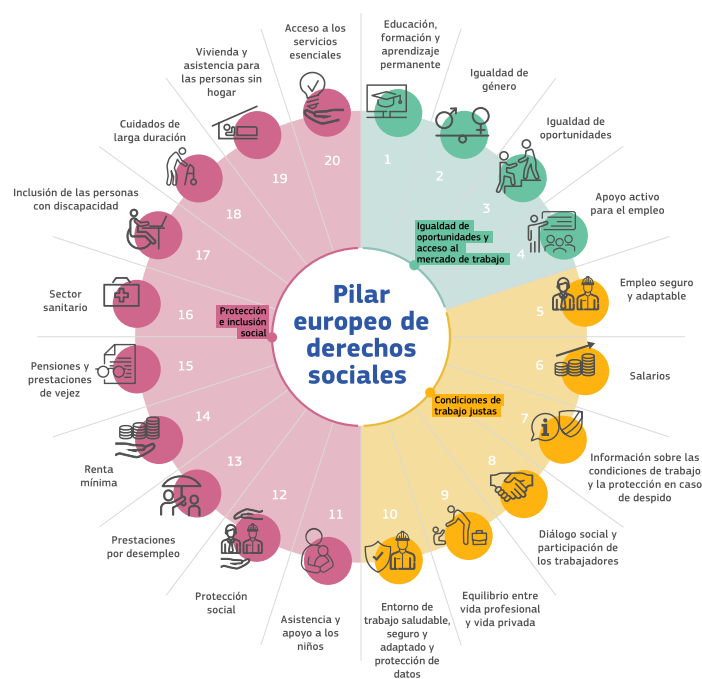 Pilar
europeo de
derechos
sociales
Igualdad de
oportunidades y
acceso al
mercado de trabajo
1
Educación,
formación y
aprendizaje
permanente
2
Igualdad de
género
3
Igualdad de
oportunidades
4
Apoyo activo
para el empleo
Condiciones de
trabajo justas
5
Empleo seguro
y adaptable
6
Salarios
7
Información sobre las
condiciones de trabajo
y la protección en caso
de despido
8
Diálogo social y
participación de
los trabajadores
9
Equilibrio entre
vida profesional
y vida privada
10
Entorno de
trabajo saludable,
seguro y
adaptado y
protección de
datos
Protección
e inclusión
social
11
Asistencia y
apoyo a los
niños
12
Protección
social
13
Prestaciones
por desempleo
14
Renta
mínima
15
Pensiones y
prestaciones
de vejez
16
Sector
sanitario
17
Inclusión de las personas
con discapacidad
18
Cuidados de
larga duración
19
Vivienda y
asistencia para
las personas sin
hogar
20
Acceso a los
servicios
esenciales